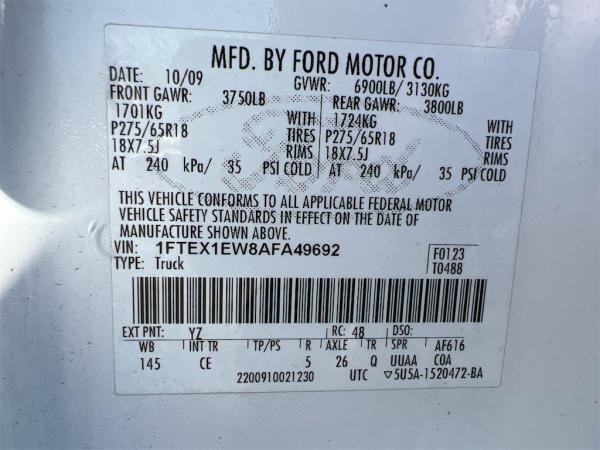 MFD. BY FORD MOTOR CO.
DATE: 10/09 GVWR: 6900LB/ 3130KG
FRONT GAWR: 3750LB REAR GAWR: 3800LB
1701KG WITH 1724KG WITH
P275/65R18 TIRES P275/65R18 TIRES
18X7.5J RIMS 18X7.5J RIMS
AT 240 kPa/ 35 PSI COLD AT 240 kPa/ 35 PSI COLD
THIS VEHICLE CONFORMS TO ALL APPLICABLE FEDERAL MOTOR
VEHICLE SAFETY STANDARDS IN EFFECT ON THE DATE OF
MANUFACTURE SHOWN ABOVE.
VIN: 1FTEX1EW8AFA49692 F0123
TYPE: Truck T0488
EXT PNT: YZ RC: 48 DSO:
WB INT TR TP/PS R AXLE TR SPR AF616
145 CE 5 26 Q UUAA COA
2200910021230 UTC 5U5A-1520472-BA